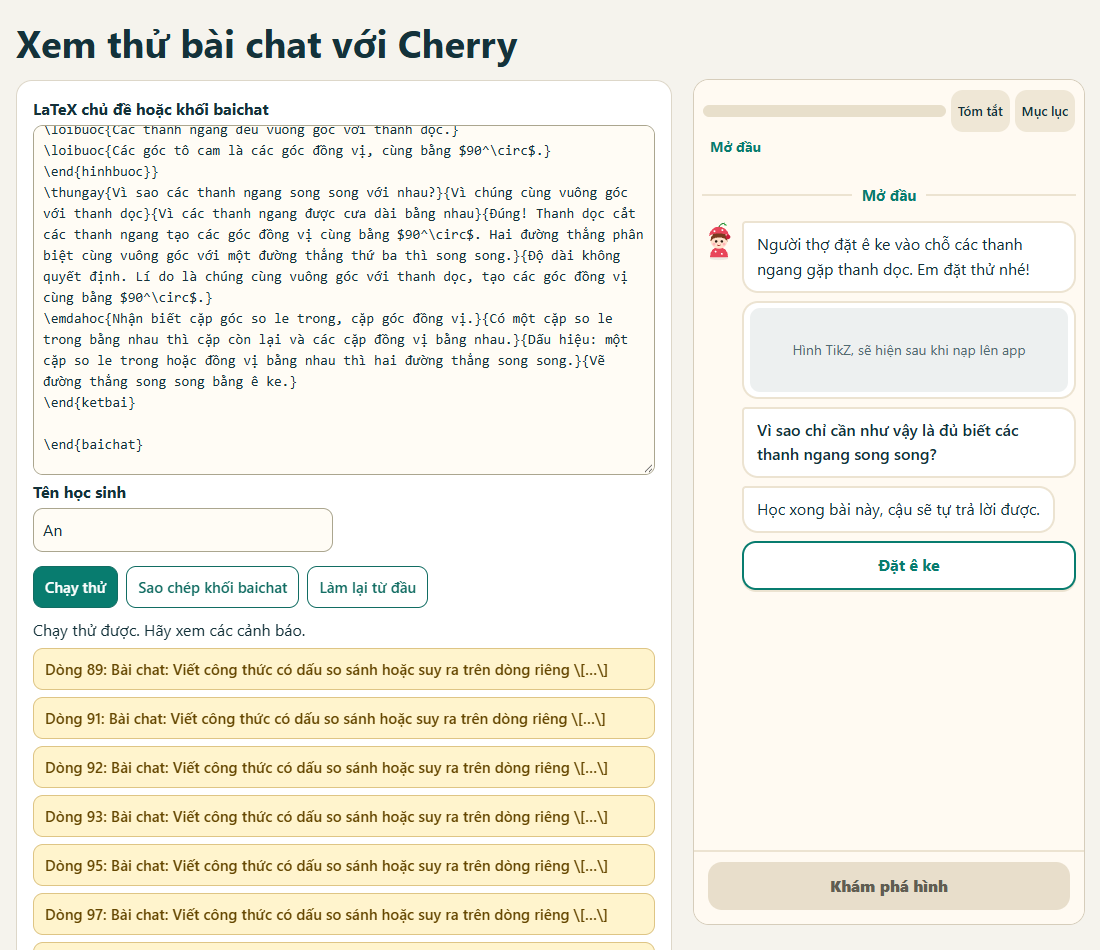 Xem thử bài chat với Cherry
LaTeX chủ đề hoặc khối baichat
\loibuoc{Các thanh ngang đều vuông góc với thanh dọc.}
\loibuoc{Các góc tô cam là các góc đồng vị, cùng bằng $90^\circ$.}
\end{hinhbuoc}}
\thungay{Vì sao các thanh ngang song song với nhau?}{Vì chúng cùng vuông góc
với thanh dọc}{Vì các thanh ngang được cưa dài bằng nhau}{Đúng! Thanh dọc cắt
các thanh ngang tạo các góc đồng vị cùng bằng $90^\circ$. Hai đường thẳng phân
biệt cùng vuông góc với một đường thẳng thứ ba thì song song.}{Độ dài không
quyết định. Lí do là chúng cùng vuông góc với thanh dọc, tạo các góc đồng vị
cùng bằng $90^\circ$.}
\emdahoc{Nhận biết cặp góc so le trong, cặp góc đồng vị.}{Có một cặp so le
trong bằng nhau thì cặp còn lại và các cặp đồng vị bằng nhau.}{Dấu hiệu: một
cặp so le trong hoặc đồng vị bằng nhau thì hai đường thẳng song song.}{Vẽ
đường thẳng song song bằng ê ke.}
\end{ketbai}
\end{baichat}
Tên học sinh
An
Chạy thử
Sao chép khối baichat
Làm lại từ đầu
Chạy thử được. Hãy xem các cảnh báo.
Dòng 89: Bài chat: Viết công thức có dấu so sánh hoặc suy ra trên dòng riêng \[...\]
Dòng 91: Bài chat: Viết công thức có dấu so sánh hoặc suy ra trên dòng riêng \[...\]
Dòng 92: Bài chat: Viết công thức có dấu so sánh hoặc suy ra trên dòng riêng \[...\]
Dòng 93: Bài chat: Viết công thức có dấu so sánh hoặc suy ra trên dòng riêng \[...\]
Dòng 95: Bài chat: Viết công thức có dấu so sánh hoặc suy ra trên dòng riêng \[...\]
Dòng 97: Bài chat: Viết công thức có dấu so sánh hoặc suy ra trên dòng riêng \[...\]
Tóm tắt
Mục lục
Mở đầu
Mở đầu
Người thợ đặt ê ke vào chỗ các thanh
ngang gặp thanh dọc. Em đặt thử nhé!
Hình TikZ, sẽ hiện sau khi nạp lên app
Vì sao chỉ cần như vậy là đủ biết các
thanh ngang song song?
Học xong bài này, cậu sẽ tự trả lời được.
Đặt ê ke
Khám phá hình